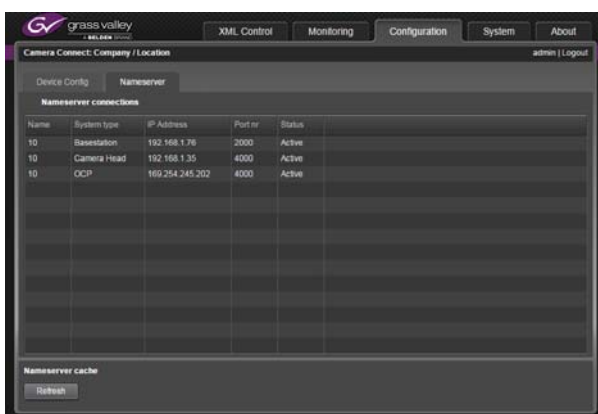 grass valley
A BELDEN BRAND
XML Control Monitoring Configuration System About
Camera Connect: Company / Location admin | Logout
Device Config Nameserver
Nameserver connections
Name System type IP Address Port nr Status
10 Basestation 192.168.1.76 2000 Active
10 Camera Head 192.168.1.35 4000 Active
10 OCP 169.254.245.202 4000 Active
Nameserver cache
Refresh